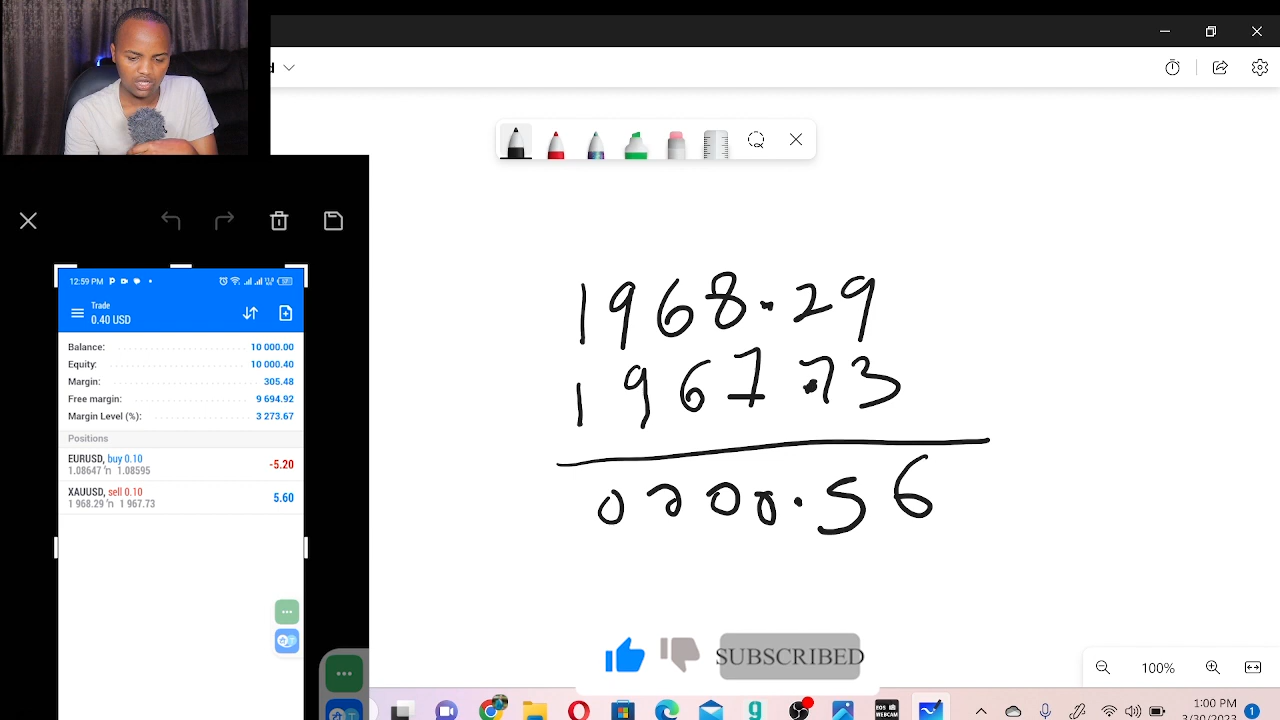 12:59 PM
Trade
0.40 USD
Balance: 10 000.00
Equity: 10 000.40
Margin: 305.48
Free margin: 9 694.92
Margin Level (%): 3 273.67
Positions
EURUSD, buy 0.10 -5.20
1.08647 1.08595
XAUUSD, sell 0.10 5.60
1 968.29 1 967.73
1968.29
1967.73
0000.56
SUBSCRIBED
100%
EOS
WEBCAM
1